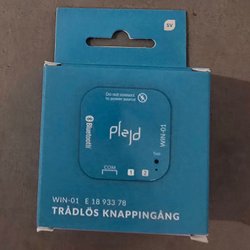 SV
Do not connect
to power source
Bluetooth
Plejd
WIN-01
COM
1 2
WIN-01 E 18 933 78
TRÅDLÖS KNAPPINGÅNG